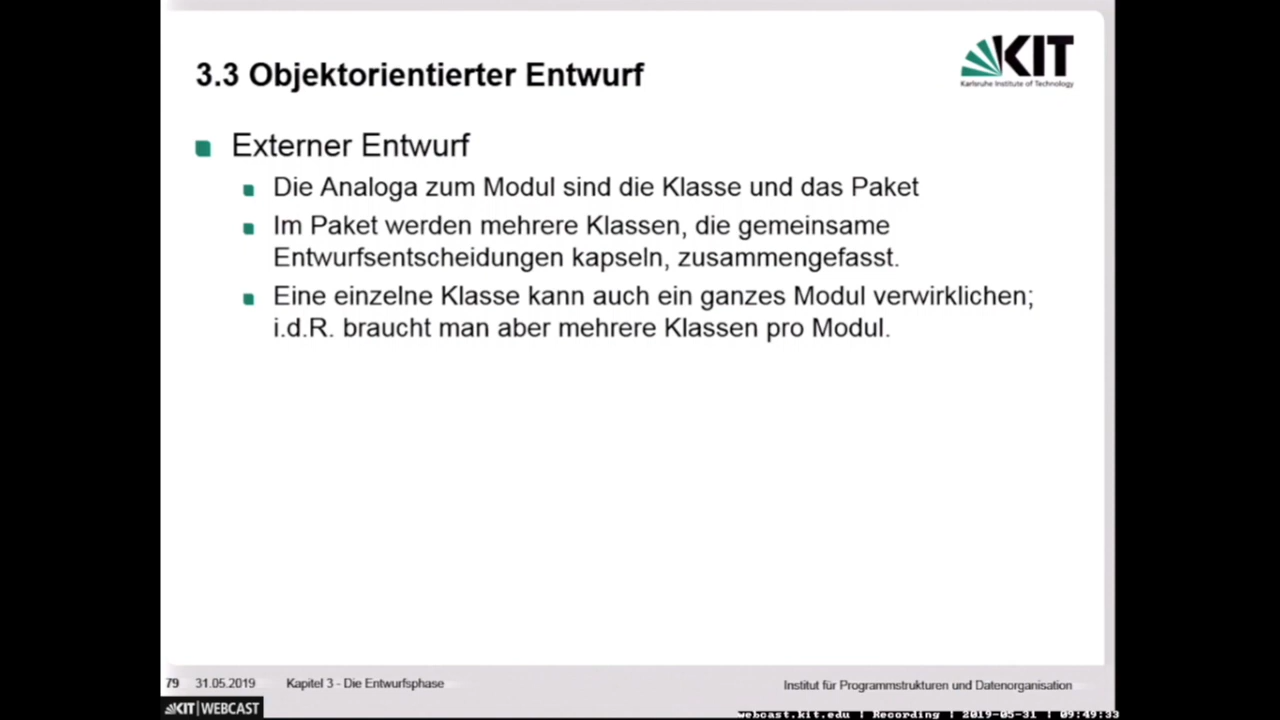 3.3 Objektorientierter Entwurf
KIT
Karlsruhe Institute of Technology
Externer Entwurf
Die Analoga zum Modul sind die Klasse und das Paket
Im Paket werden mehrere Klassen, die gemeinsame
Entwurfsentscheidungen kapseln, zusammengefasst.
Eine einzelne Klasse kann auch ein ganzes Modul verwirklichen;
i.d.R. braucht man aber mehrere Klassen pro Modul.
79 31.05.2019 Kapitel 3 - Die Entwurfsphase
Institut für Programmstrukturen und Datenorganisation
KIT | WEBCAST
webcast.kit.edu | Recording | 2019-05-31 | 09:49:33